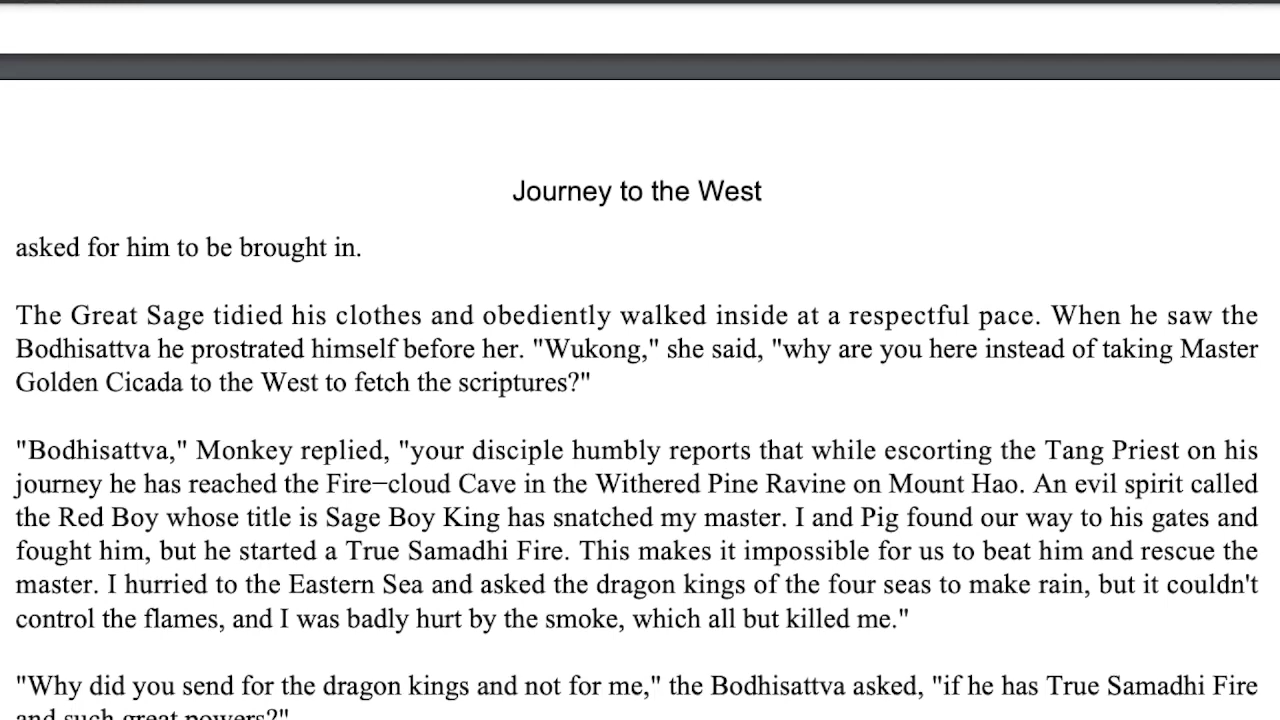 Journey to the West
asked for him to be brought in.
The Great Sage tidied his clothes and obediently walked inside at a respectful pace. When he saw the
Bodhisattva he prostrated himself before her. "Wukong," she said, "why are you here instead of taking Master
Golden Cicada to the West to fetch the scriptures?"
"Bodhisattva," Monkey replied, "your disciple humbly reports that while escorting the Tang Priest on his
journey he has reached the Fire−cloud Cave in the Withered Pine Ravine on Mount Hao. An evil spirit called
the Red Boy whose title is Sage Boy King has snatched my master. I and Pig found our way to his gates and
fought him, but he started a True Samadhi Fire. This makes it impossible for us to beat him and rescue the
master. I hurried to the Eastern Sea and asked the dragon kings of the four seas to make rain, but it couldn't
control the flames, and I was badly hurt by the smoke, which all but killed me."
"Why did you send for the dragon kings and not for me," the Bodhisattva asked, "if he has True Samadhi Fire
and such great powers?"